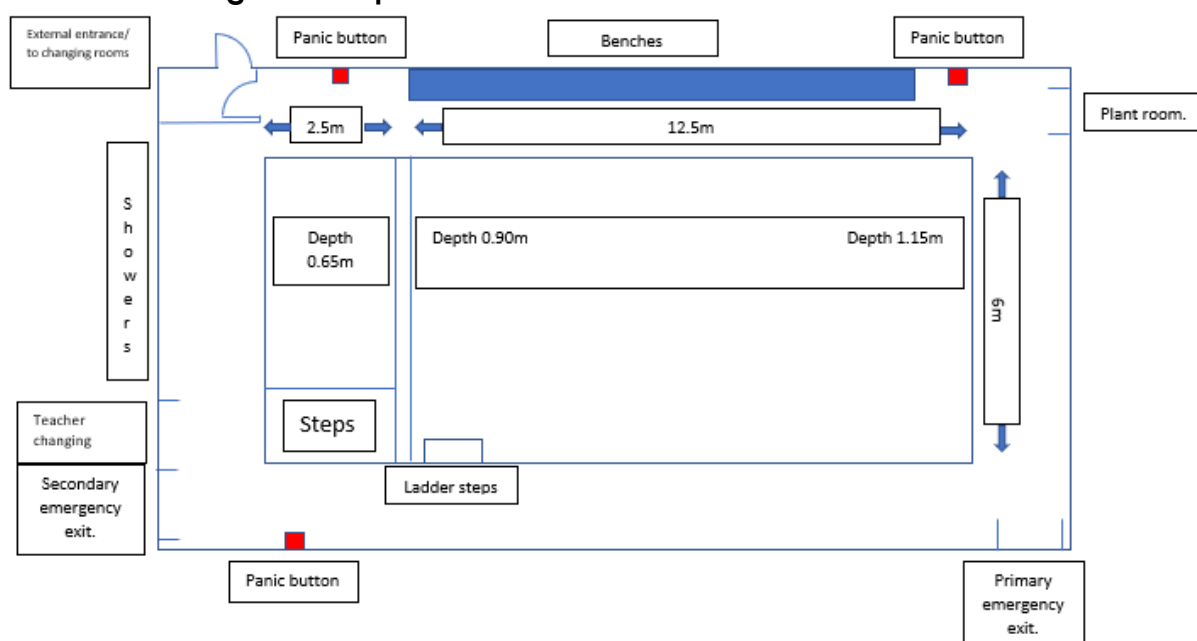 External entrance/
to changing rooms
Panic button
Benches
Panic button
Plant room.
2.5m
12.5m
Showers
Depth
0.65m
Depth 0.90m
Depth 1.15m
6m
Teacher
changing
Steps
Secondary
emergency
exit.
Ladder steps
Panic button
Primary
emergency
exit.